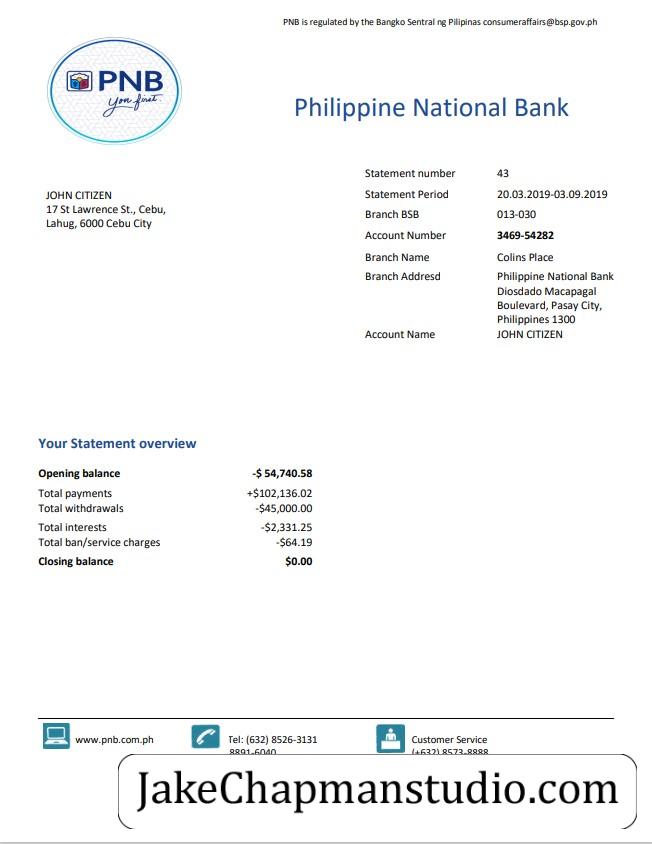 PNB is regulated by the Bangko Sentral ng Pilipinas consumeraffairs@bsp.gov.ph
PNB
You first
Philippine National Bank
JOHN CITIZEN
17 St Lawrence St., Cebu,
Lahug, 6000 Cebu City
Statement number 43
Statement Period 20.03.2019-03.09.2019
Branch BSB 013-030
Account Number 3469-54282
Branch Name Colins Place
Branch Addresd Philippine National Bank
Diosdado Macapagal
Boulevard, Pasay City,
Philippines 1300
Account Name JOHN CITIZEN
Your Statement overview
Opening balance -$ 54,740.58
Total payments +$102,136.02
Total withdrawals -$45,000.00
Total interests -$2,331.25
Total ban/service charges -$64.19
Closing balance $0.00
www.pnb.com.ph
Tel: (632) 8526-3131
8891-6040
Customer Service
(+632) 8573-8888
JakeChapmanstudio.com